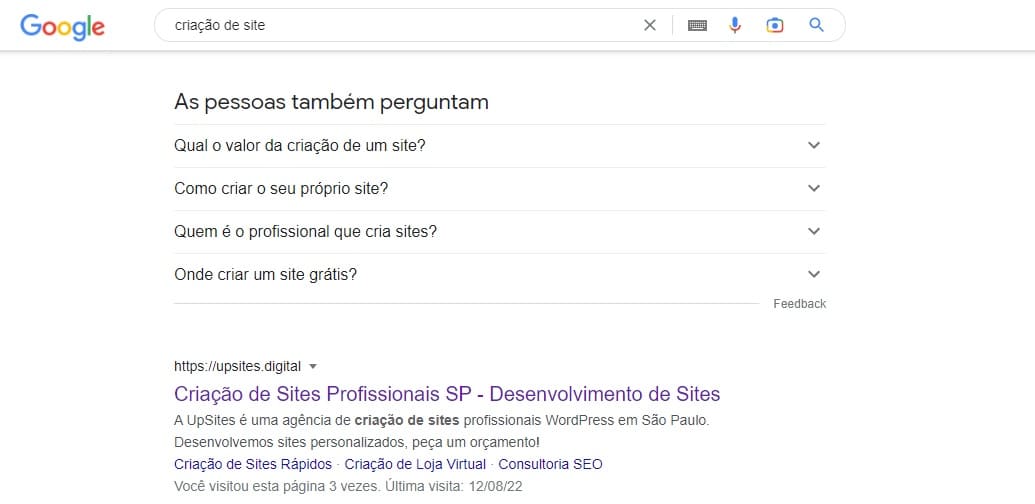 Google
criação de site
As pessoas também perguntam
Qual o valor da criação de um site?
Como criar o seu próprio site?
Quem é o profissional que cria sites?
Onde criar um site grátis?
Feedback
https://upsites.digital
Criação de Sites Profissionais SP - Desenvolvimento de Sites
A UpSites é uma agência de criação de sites profissionais WordPress em São Paulo.
Desenvolvemos sites personalizados, peça um orçamento!
Criação de Sites Rápidos · Criação de Loja Virtual · Consultoria SEO
Você visitou esta página 3 vezes. Última visita: 12/08/22